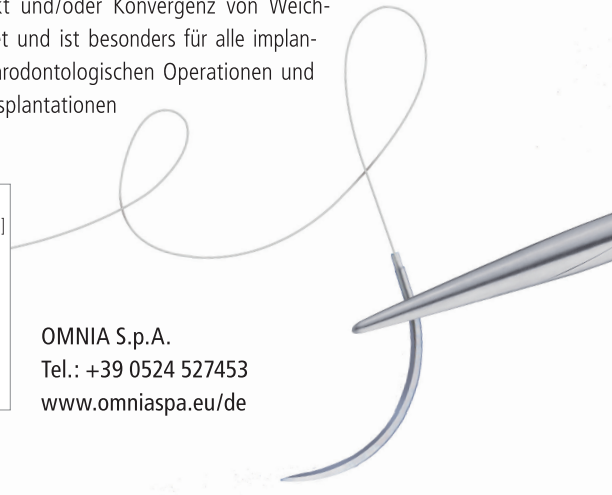 und/oder Konvergenz von Weich-
und ist besonders für alle implan-
Operationen und
]
OMNIA S.p.A.
Tel.: +39 0524 527453
www.omniaspa.eu/de